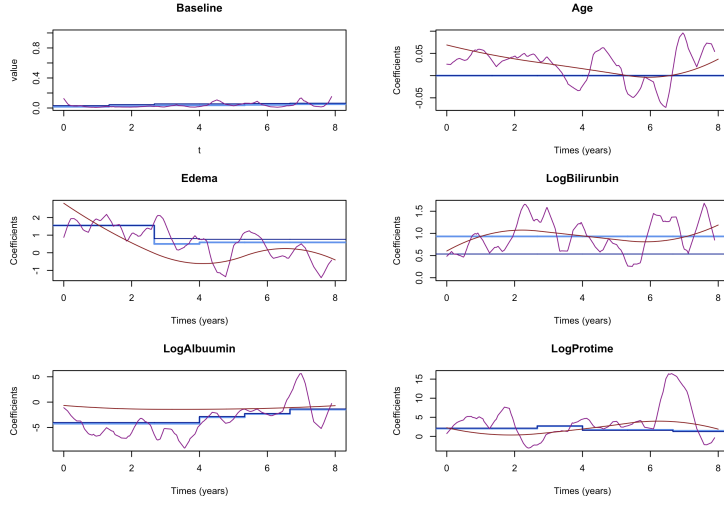 Baseline
value
0.0 0.4 0.8
0 2 4 6 8
t
Age
Coefficients
-0.05 0.05
0 2 4 6 8
Times (years)
Edema
Coefficients
-1 0 1 2
0 2 4 6 8
Times (years)
LogBilirunbin
Coefficients
0.0 0.5 1.0 1.5
0 2 4 6 8
Times (years)
LogAlbuumin
Coefficients
-5 5
0 2 4 6 8
Times (years)
LogProtime
Coefficients
0 5 10 15
0 2 4 6 8
Times (years)